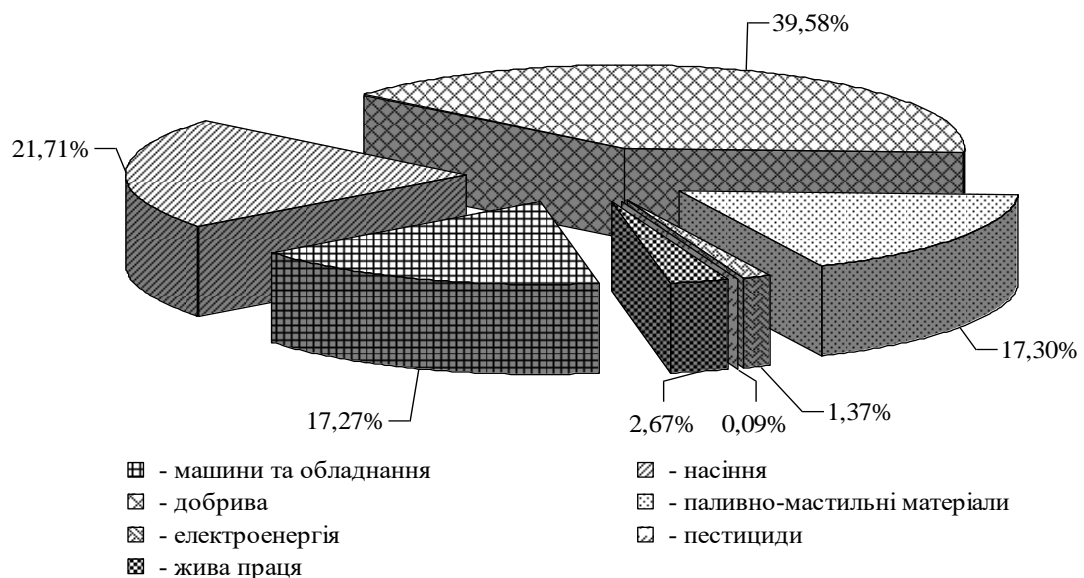 39,58%
21,71%
17,30%
17,27%
2,67%
0,09%
1,37%
- машини та обладнання
- насіння
- добрива
- паливно-мастильні матеріали
- електроенергія
- пестициди
- жива праця